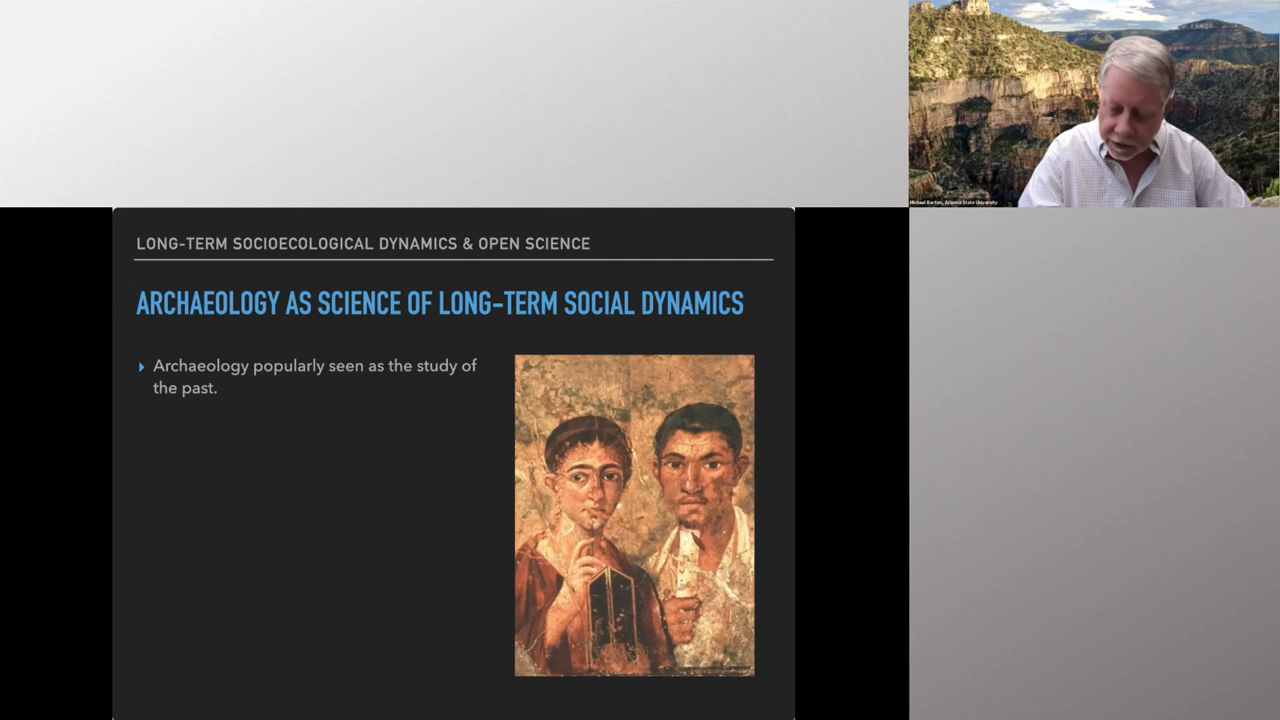 Michael Barton, Arizona State University
LONG-TERM SOCIOECOLOGICAL DYNAMICS & OPEN SCIENCE
ARCHAEOLOGY AS SCIENCE OF LONG-TERM SOCIAL DYNAMICS
Archaeology popularly seen as the study of
the past.